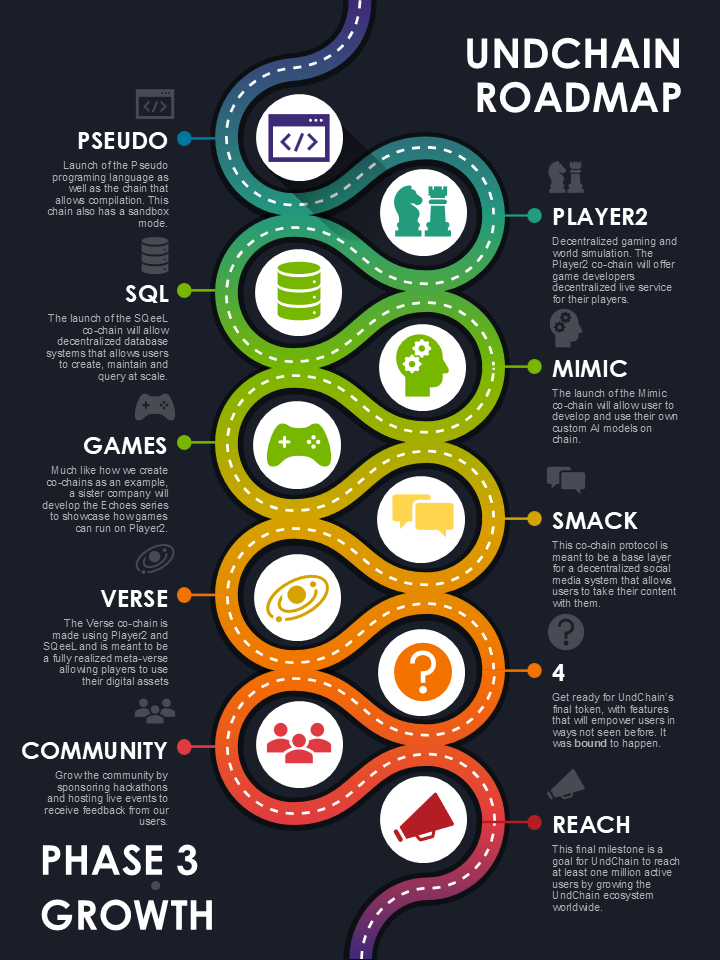 UNDCHAIN
ROADMAP
PSEUDO
Launch of the Pseudo
programing language as
well as the chain that
allows compilation. This
chain also has a sandbox
mode.
PLAYER2
Decentralized gaming and
world simulation. The
Player2 co-chain will offer
game developers
decentralized live service
for their players.
SQL
The launch of the SQeeL
co-chain will allow
decentralized database
systems that allows users
to create, maintain and
query at scale.
MIMIC
The launch of the Mimic
co-chain will allow user to
develop and use their own
custom AI models on
chain.
GAMES
Much like how we create
co-chains as an example,
a sister company will
develop the Echoes series
to showcase how games
can run on Player2.
SMACK
This co-chain protocol is
meant to be a base layer
for a decentralized social
media system that allows
users to take their content
with them.
VERSE
The Verse co-chain is
made using Player2 and
SQeeL and is meant to be
a fully realized meta-verse
allowing players to use
their digital assets
4
Get ready for UndChain's
final token, with features
that will empower users in
ways not seen before. It
was bound to happen.
COMMUNITY
Grow the community by
sponsoring hackathons
and hosting live events to
receive feedback from our
users.
REACH
This final milestone is a
goal for UndChain to reach
at least one million active
users by growing the
UndChain ecosystem
worldwide.
PHASE 3
GROWTH